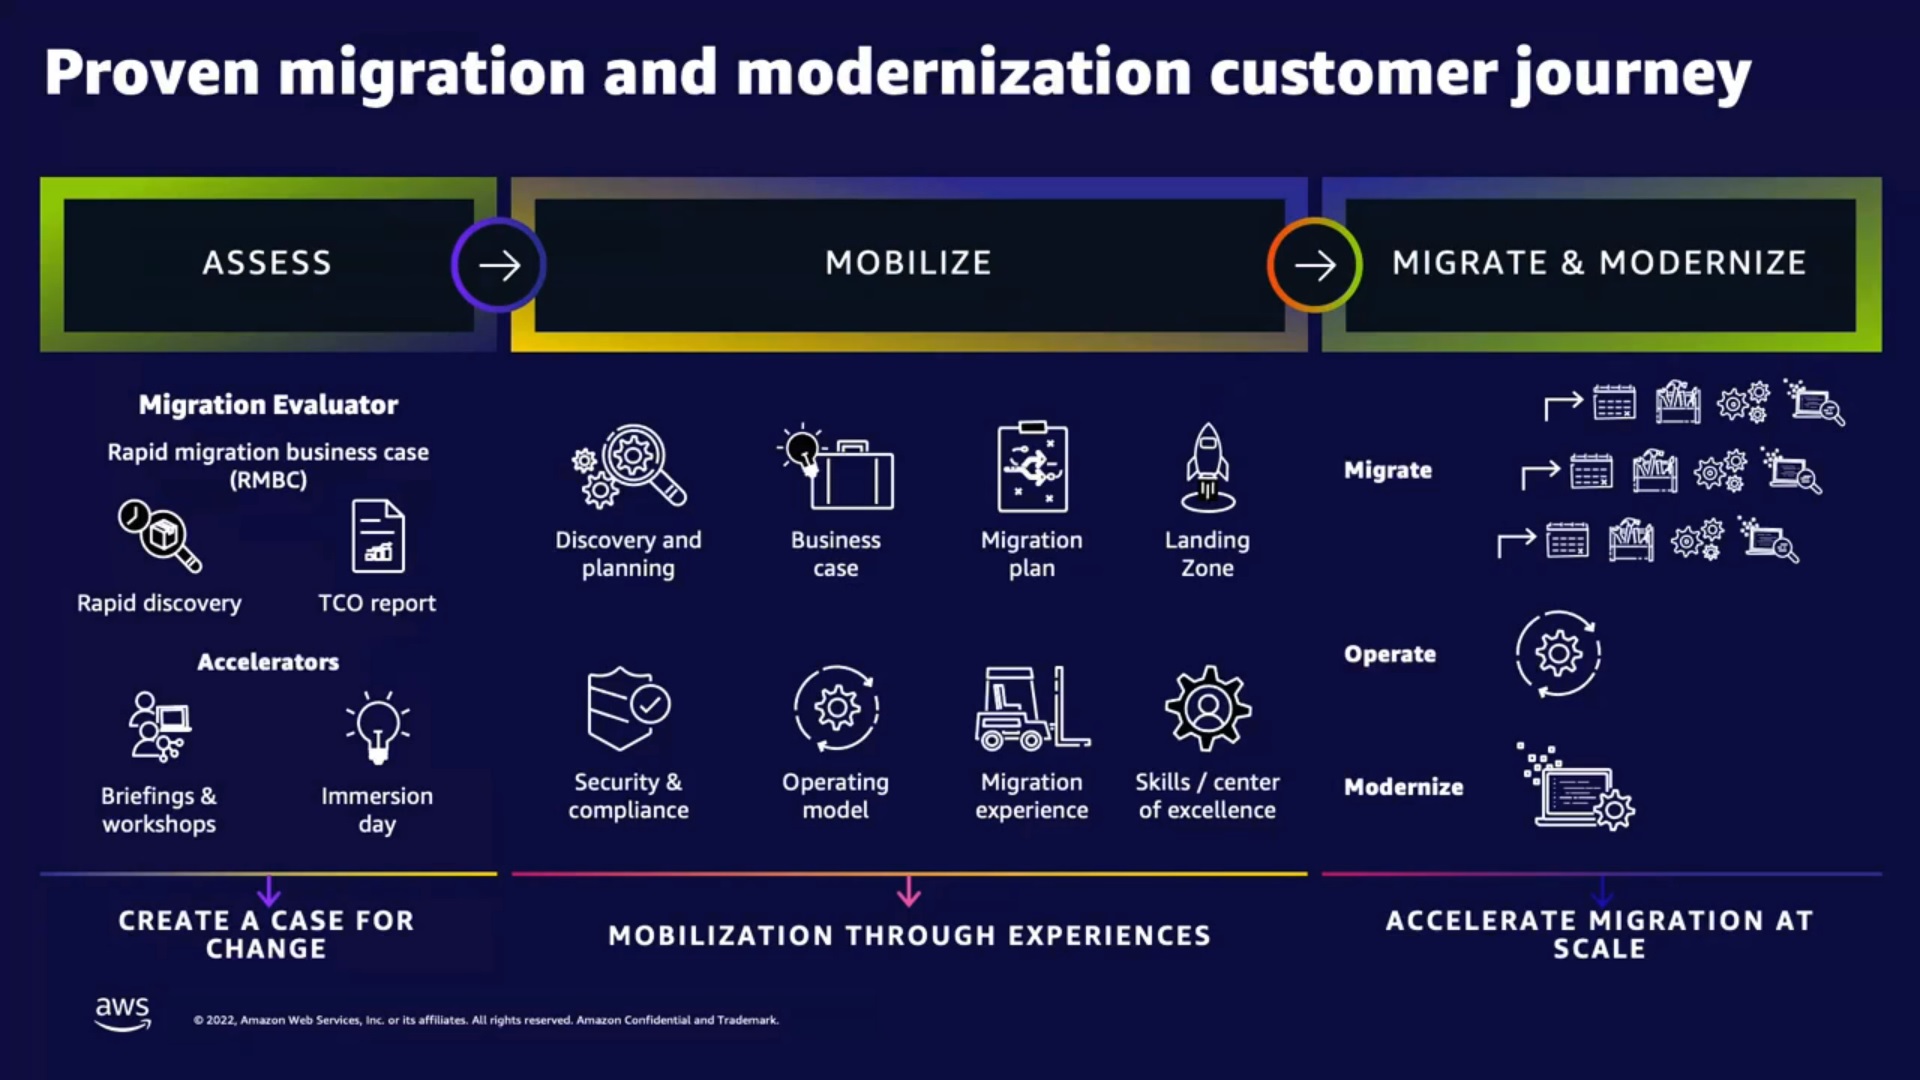 Proven migration and modernization customer journey
ASSESS
MOBILIZE
MIGRATE & MODERNIZE
Migration Evaluator
Rapid migration business case
(RMBC)
Rapid discovery
TCO report
Accelerators
Briefings &
workshops
Immersion
day
Discovery and
planning
Business
case
Migration
plan
Landing
Zone
Security &
compliance
Operating
model
Migration
experience
Skills / center
of excellence
Migrate
Operate
Modernize
CREATE A CASE FOR
CHANGE
MOBILIZATION THROUGH EXPERIENCES
ACCELERATE MIGRATION AT
SCALE
aws
© 2022, Amazon Web Services, Inc. or its affiliates. All rights reserved. Amazon Confidential and Trademark.